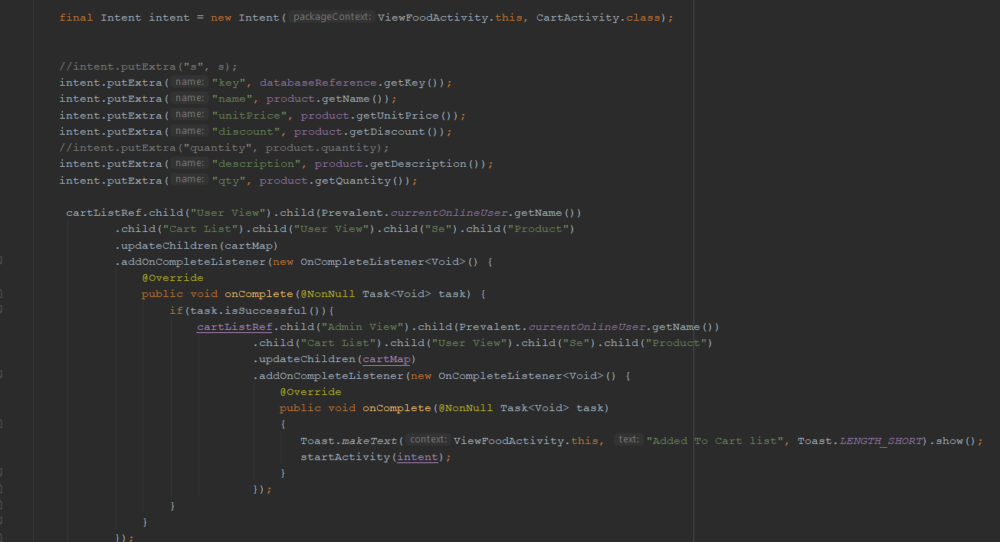 final Intent intent = new Intent( packageContext: ViewFoodActivity.this, CartActivity.class);
//intent.putExtra("s", s);
intent.putExtra( name: "key", databaseReference.getKey());
intent.putExtra( name: "name", product.getName());
intent.putExtra( name: "unitPrice", product.getUnitPrice());
intent.putExtra( name: "discount", product.getDiscount());
//intent.putExtra("quantity", product.quantity);
intent.putExtra( name: "description", product.getDescription());
intent.putExtra( name: "qty", product.getQuantity());
cartListRef.child("User View").child(Prevalent.currentOnlineUser.getName())
.child("Cart List").child("User View").child("Se").child("Product")
.updateChildren(cartMap)
.addOnCompleteListener(new OnCompleteListener<Void>() {
@Override
public void onComplete(@NonNull Task<Void> task) {
if(task.isSuccessful()){
cartListRef.child("Admin View").child(Prevalent.currentOnlineUser.getName())
.child("Cart List").child("User View").child("Se").child("Product")
.updateChildren(cartMap)
.addOnCompleteListener(new OnCompleteListener<Void>() {
@Override
public void onComplete(@NonNull Task<Void> task)
{
Toast.makeText( context: ViewFoodActivity.this, text: "Added To Cart list", Toast.LENGTH_SHORT).show();
startActivity(intent);
}
});
}
}
});